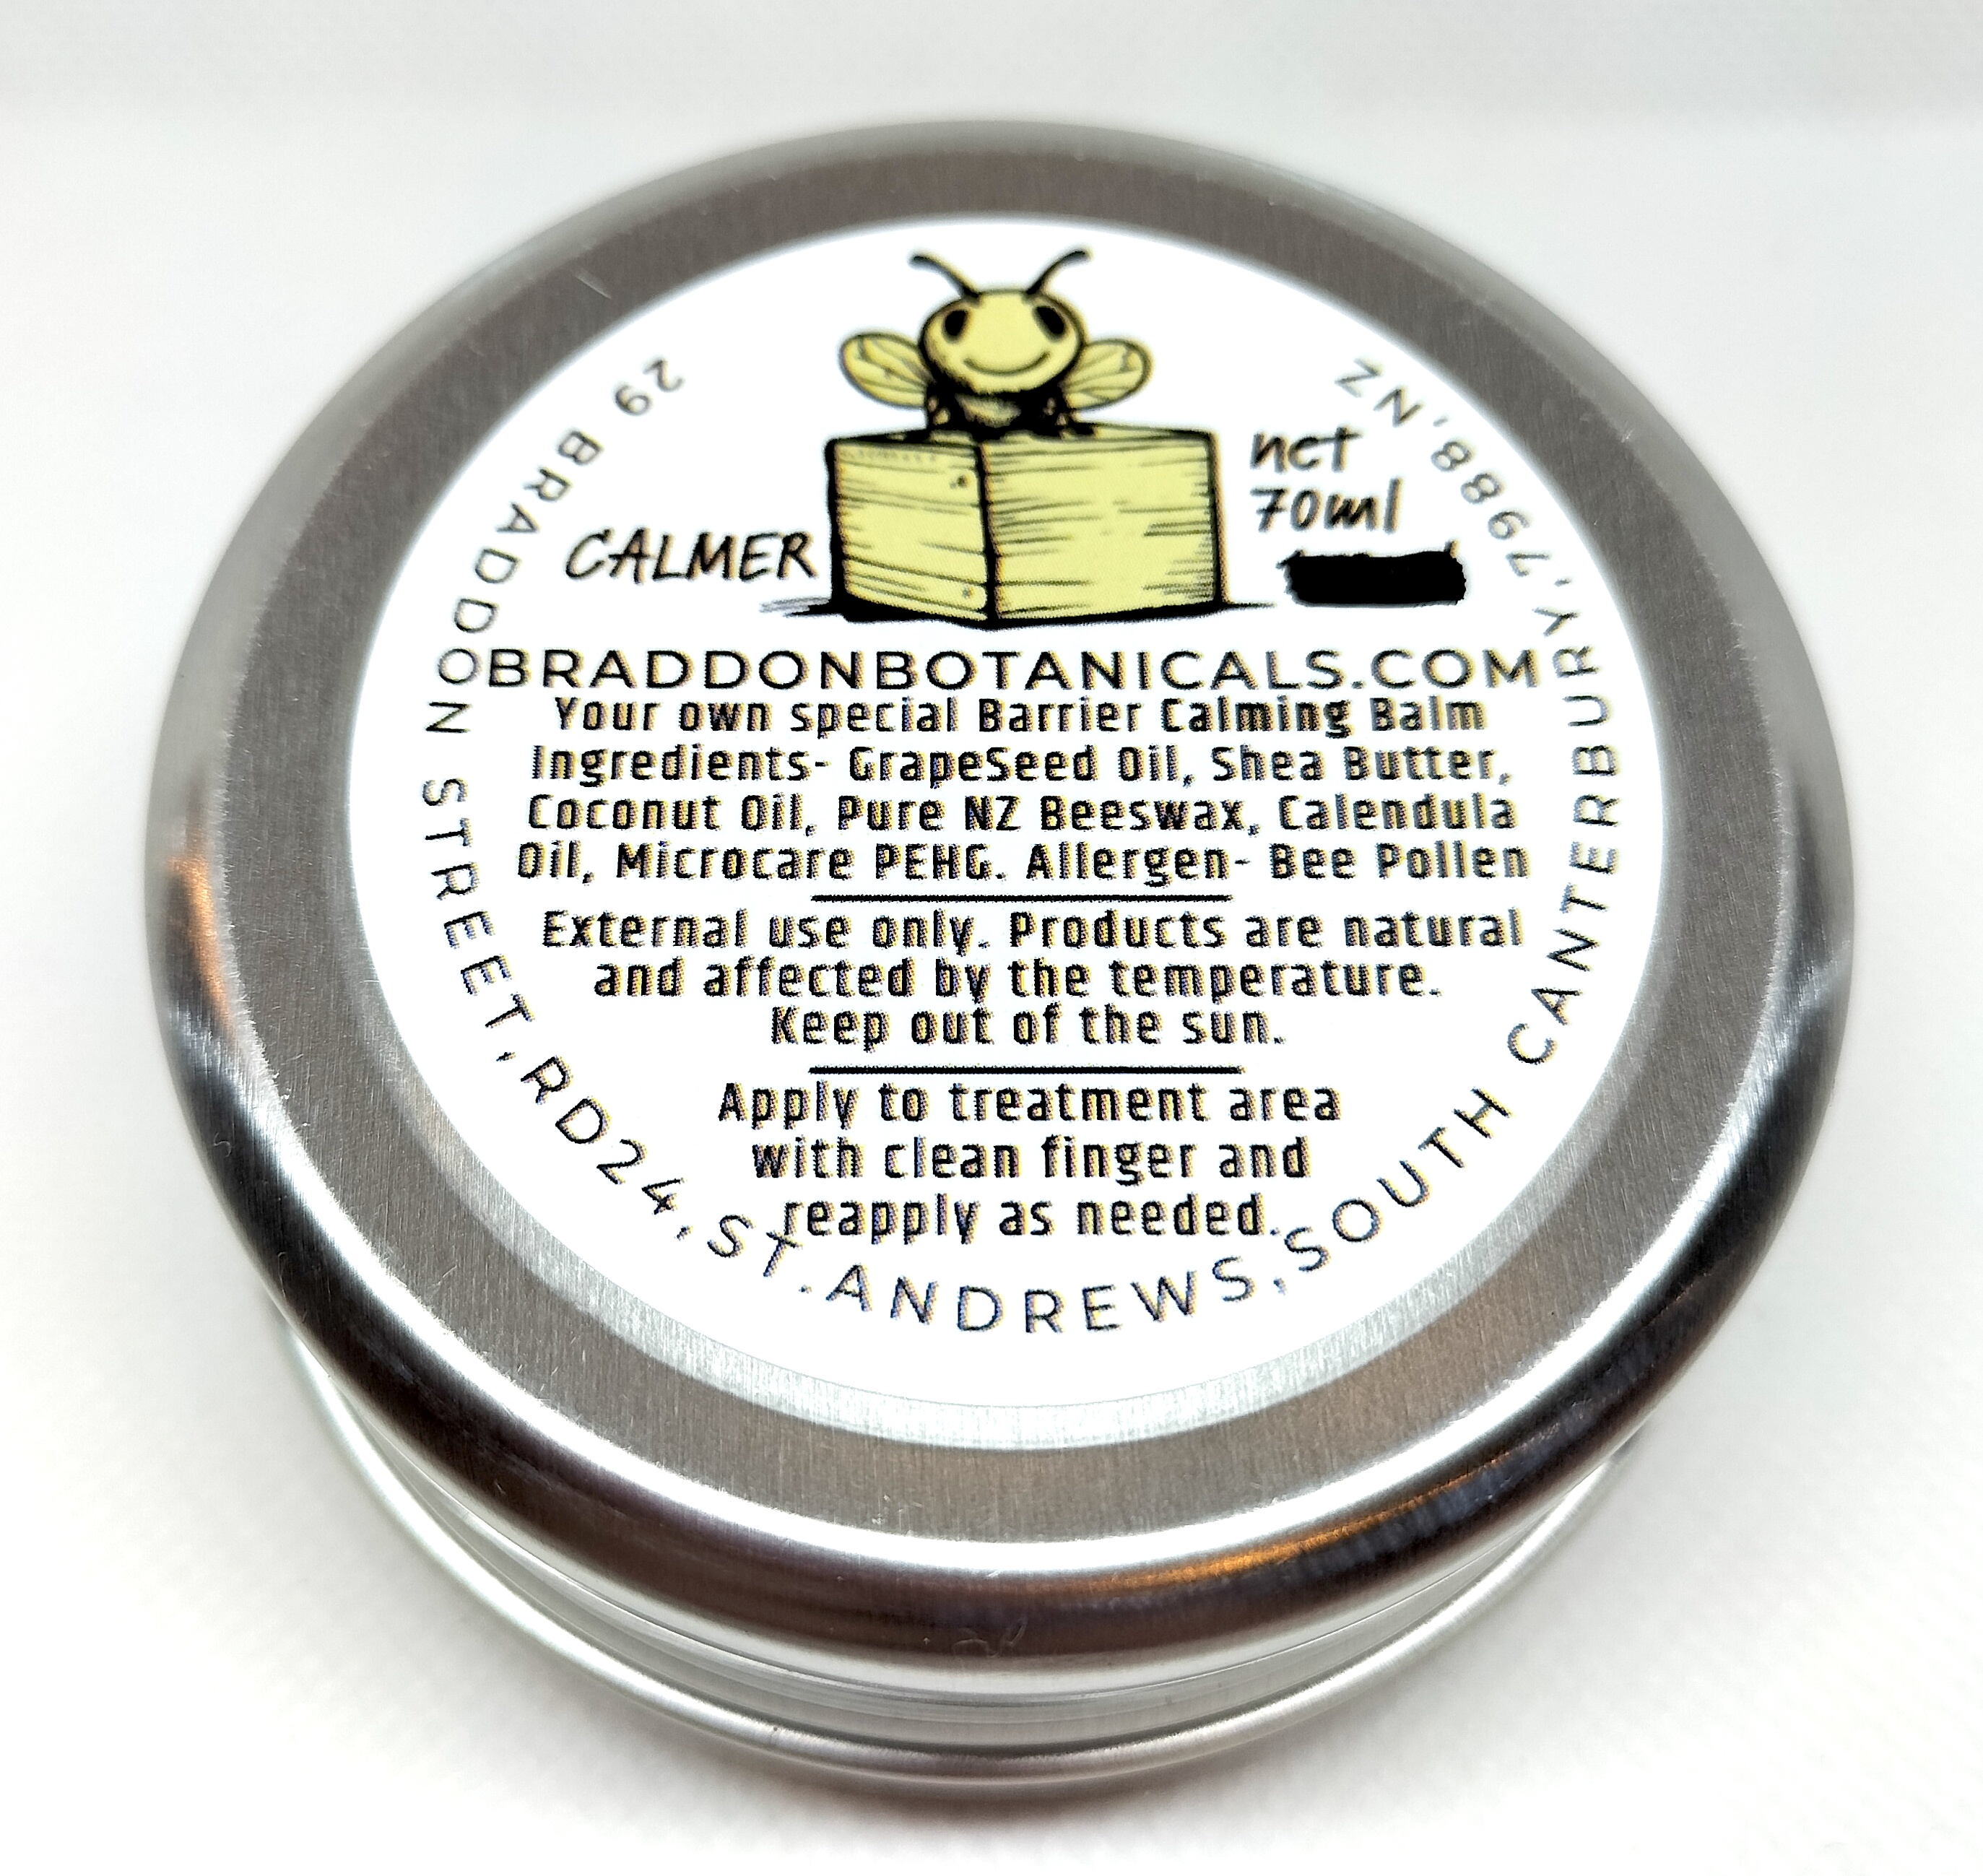 CALMER
net
70ml
BRADDONBOTANICALS.COM
Your own special Barrier Calming Balm
Ingredients- GrapeSeed Oil, Shea Butter,
Coconut Oil, Pure NZ Beeswax, Calendula
Oil, Microcare PEHG. Allergen- Bee Pollen
External use only. Products are natural
and affected by the temperature.
Keep out of the sun.
Apply to treatment area
with clean finger and
reapply as needed.
29 BRADDON STREET, RD24, ST. ANDREWS, SOUTH CANTERBURY, 7988, NZ